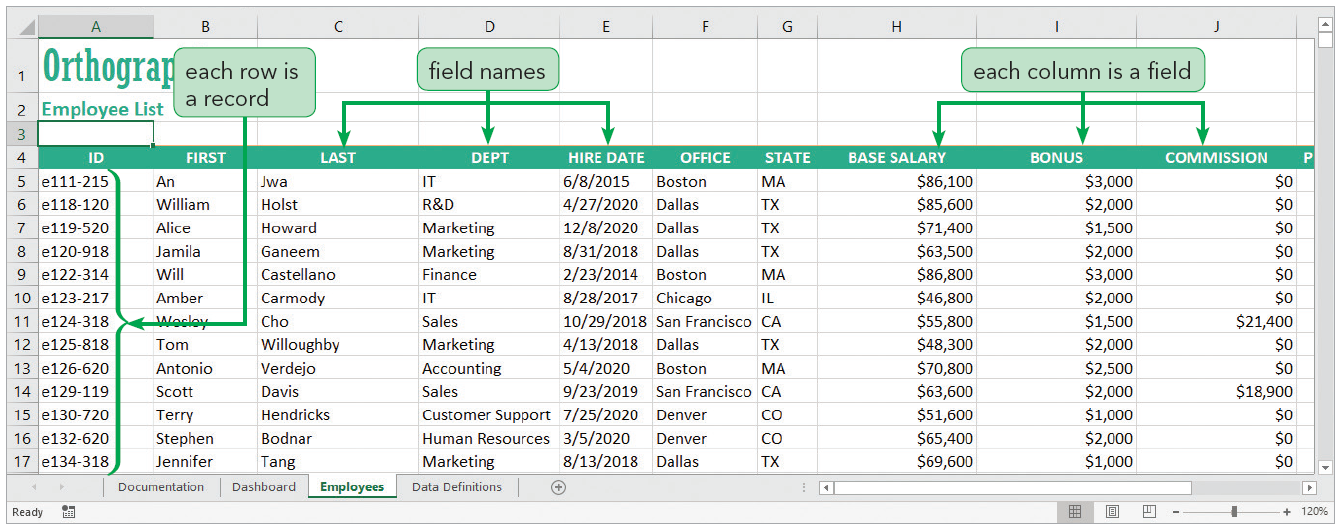 A B C D E F G H I J
1 Orthograp
each row is
a record
field names
each column is a field
2 Employee List
3
4 ID FIRST LAST DEPT HIRE DATE OFFICE STATE BASE SALARY BONUS COMMISSION P
5 e111-215 An Jwa IT 6/8/2015 Boston MA $86,100 $3,000 $0
6 e118-120 William Holst R&D 4/27/2020 Dallas TX $85,600 $2,000 $0
7 e119-520 Alice Howard Marketing 12/8/2020 Dallas TX $71,400 $1,500 $0
8 e120-918 Jamila Ganeem Marketing 8/31/2018 Dallas TX $63,500 $2,000 $0
9 e122-314 Will Castellano Finance 2/23/2014 Boston MA $86,800 $3,000 $0
10 e123-217 Amber Carmody IT 8/28/2017 Chicago IL $46,800 $2,000 $0
11 e124-318 Wesley Cho Sales 10/29/2018 San Francisco CA $55,800 $1,500 $21,400
12 e125-818 Tom Willoughby Marketing 4/13/2018 Dallas TX $48,300 $2,000 $0
13 e126-620 Antonio Verdejo Accounting 5/4/2020 Boston MA $70,800 $2,500 $0
14 e129-119 Scott Davis Sales 9/23/2019 San Francisco CA $63,600 $2,000 $18,900
15 e130-720 Terry Hendricks Customer Support 7/25/2020 Denver CO $51,600 $1,000 $0
16 e132-620 Stephen Bodnar Human Resources 3/5/2020 Denver CO $65,400 $2,000 $0
17 e134-318 Jennifer Tang Marketing 8/13/2018 Dallas TX $69,600 $1,000 $0
Documentation Dashboard Employees Data Definitions
Ready 120%